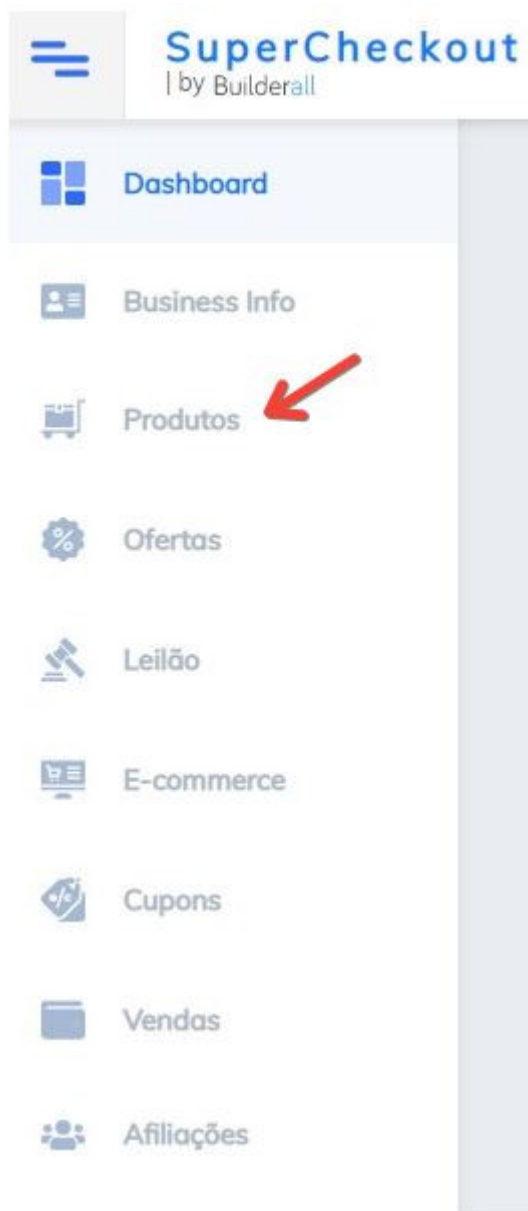 SuperCheckout
| by Builderall
Dashboard
Business Info
Produtos
Ofertas
Leilão
E-commerce
Cupons
Vendas
Afiliações